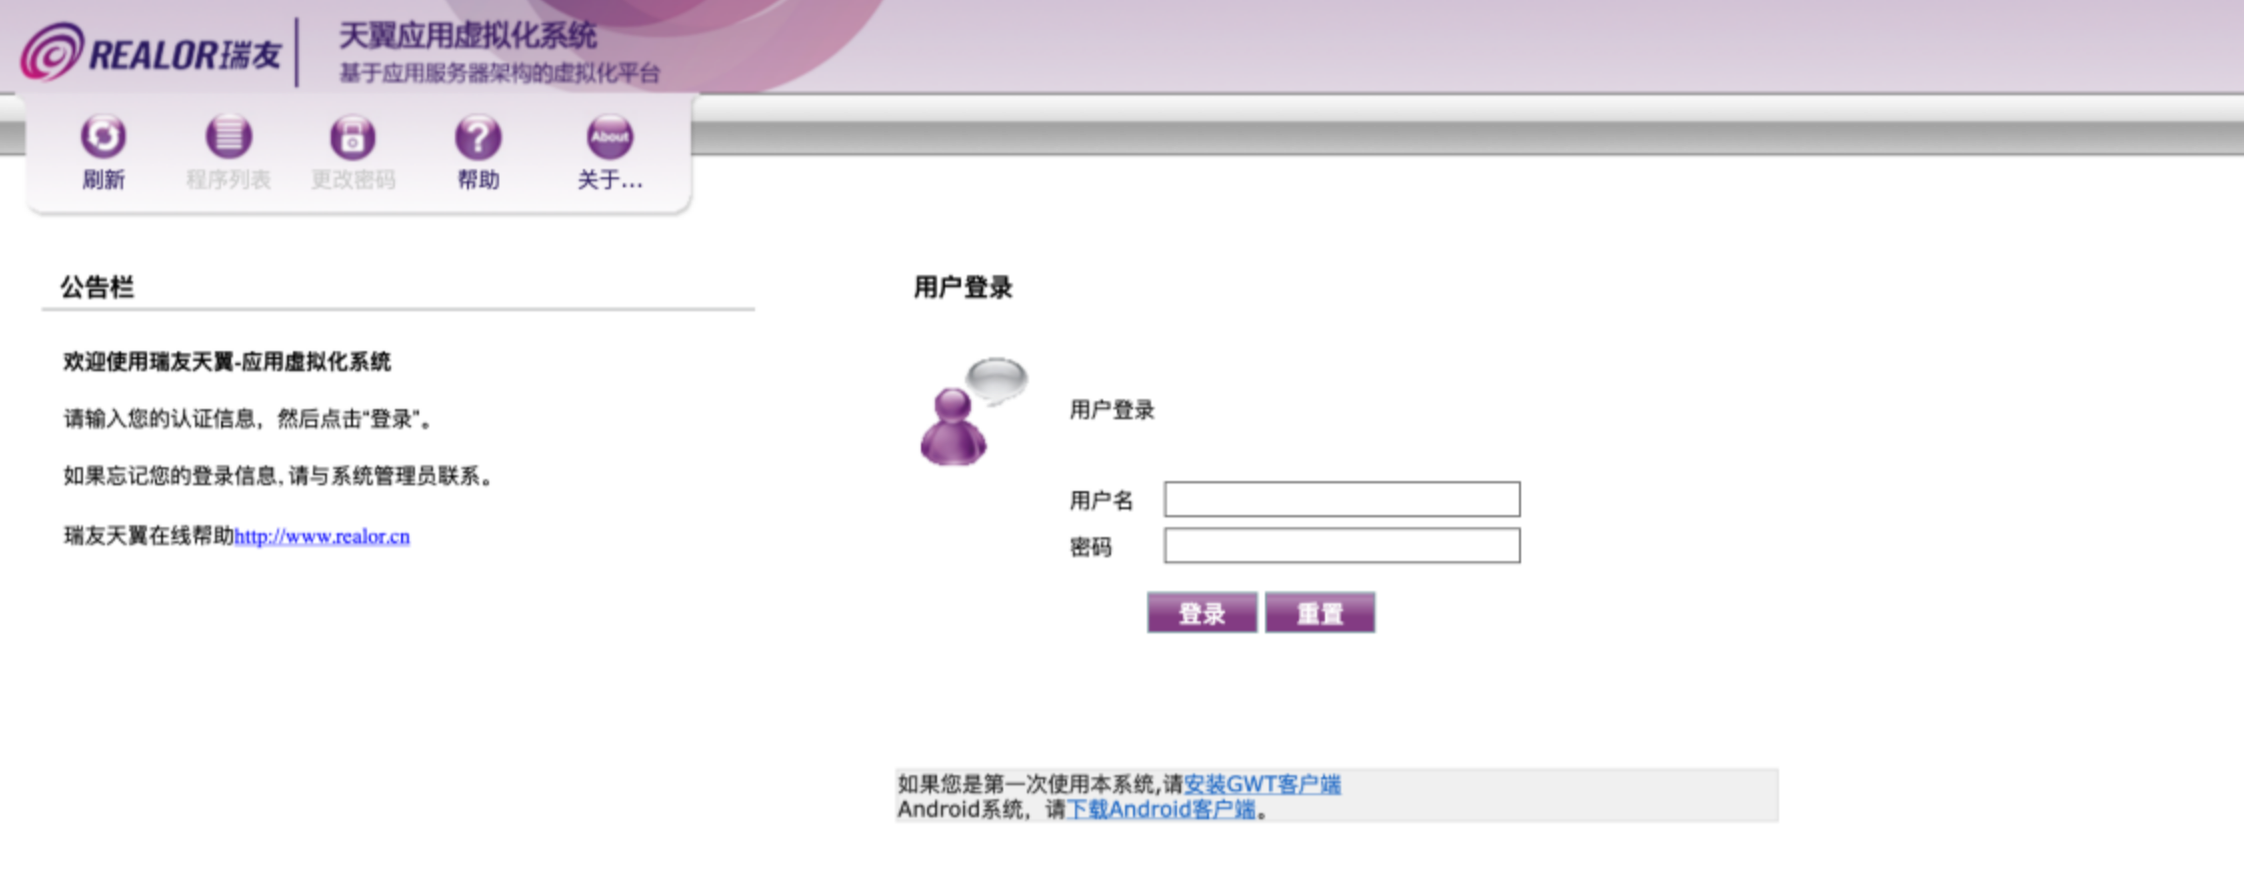 REALOR瑞友
天翼应用虚拟化系统
基于应用服务器架构的虚拟化平台
About
刷新 程序列表 更改密码 帮助 关于...
公告栏
欢迎使用瑞友天翼-应用虚拟化系统
请输入您的认证信息，然后点击“登录”。
如果忘记您的登录信息,请与系统管理员联系。
瑞友天翼在线帮助http://www.realor.cn
用户登录
用户登录
用户名
密码
登录 重置
如果您是第一次使用本系统,请安装GWT客户端
Android系统，请下载Android客户端。